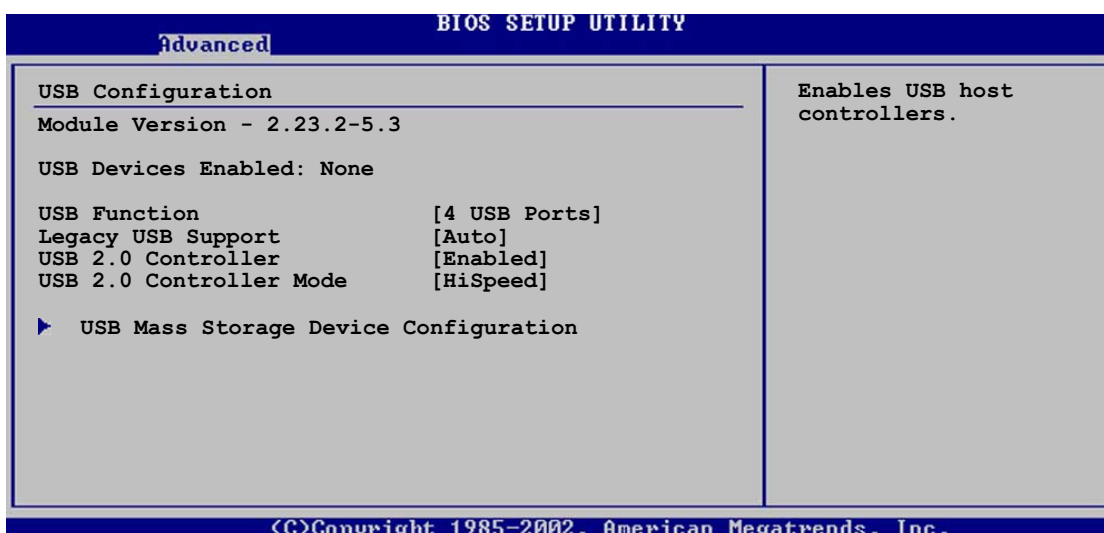 BIOS SETUP UTILITY
Advanced
USB Configuration
Module Version - 2.23.2-5.3
USB Devices Enabled: None
USB Function [4 USB Ports]
Legacy USB Support [Auto]
USB 2.0 Controller [Enabled]
USB 2.0 Controller Mode [HiSpeed]
USB Mass Storage Device Configuration
Enables USB host
controllers.
(C)Copyright 1985-2002, American Megatrends, Inc.